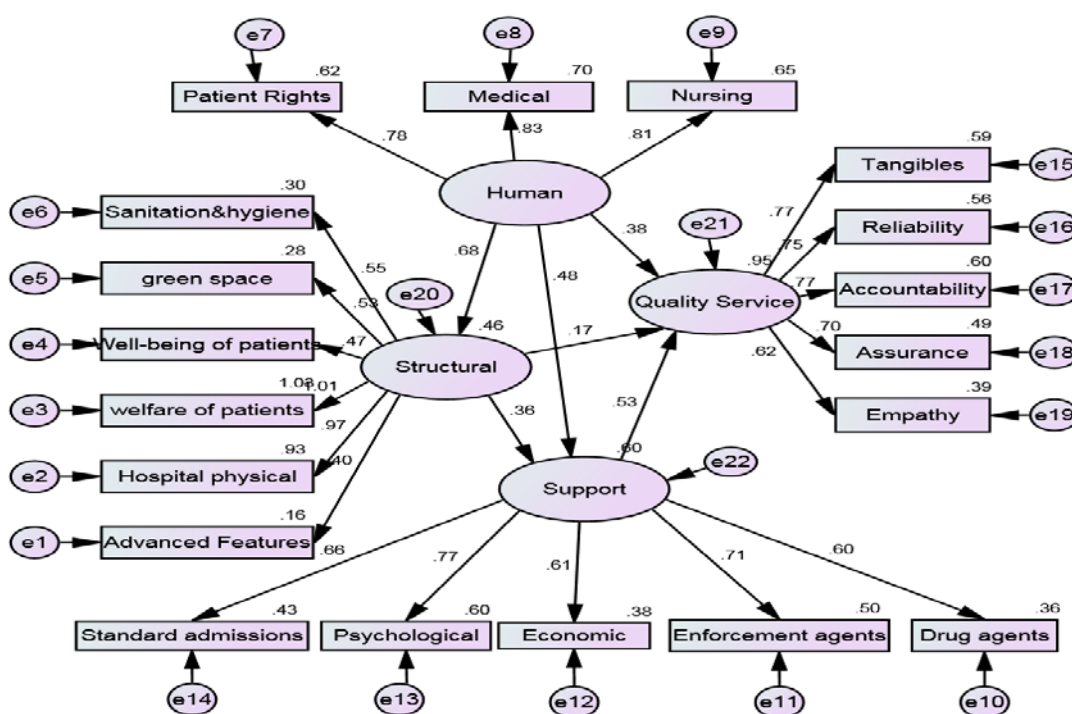 e7
e8
e9
.62
.70
.65
Patient Rights
Medical
Nursing
.78
.83
.81
.59
Tangibles
e15
Human
.30
e6
Sanitation&hygiene
.56
Reliability
e16
.77
.38
e21
.75
.95
.28
e5
green space
.55
.68
.48
.60
Quality Service
.77
Accountability
e17
.53
e20
.46
.17
.49
e4
Well-being of patients
.47
.70
Assurance
e18
Structural
.62
.39
1.01
e3
welfare of patients
.36
.53
Empathy
e19
.97
.93
.60
e2
Hospital physical
.40
e22
Support
.16
e1
Advanced Features
.66
.77
.61
.71
.60
.43
.60
.38
.50
.36
Standard admissions
Psychological
Economic
Enforcement agents
Drug agents
e14
e13
e12
e11
e10